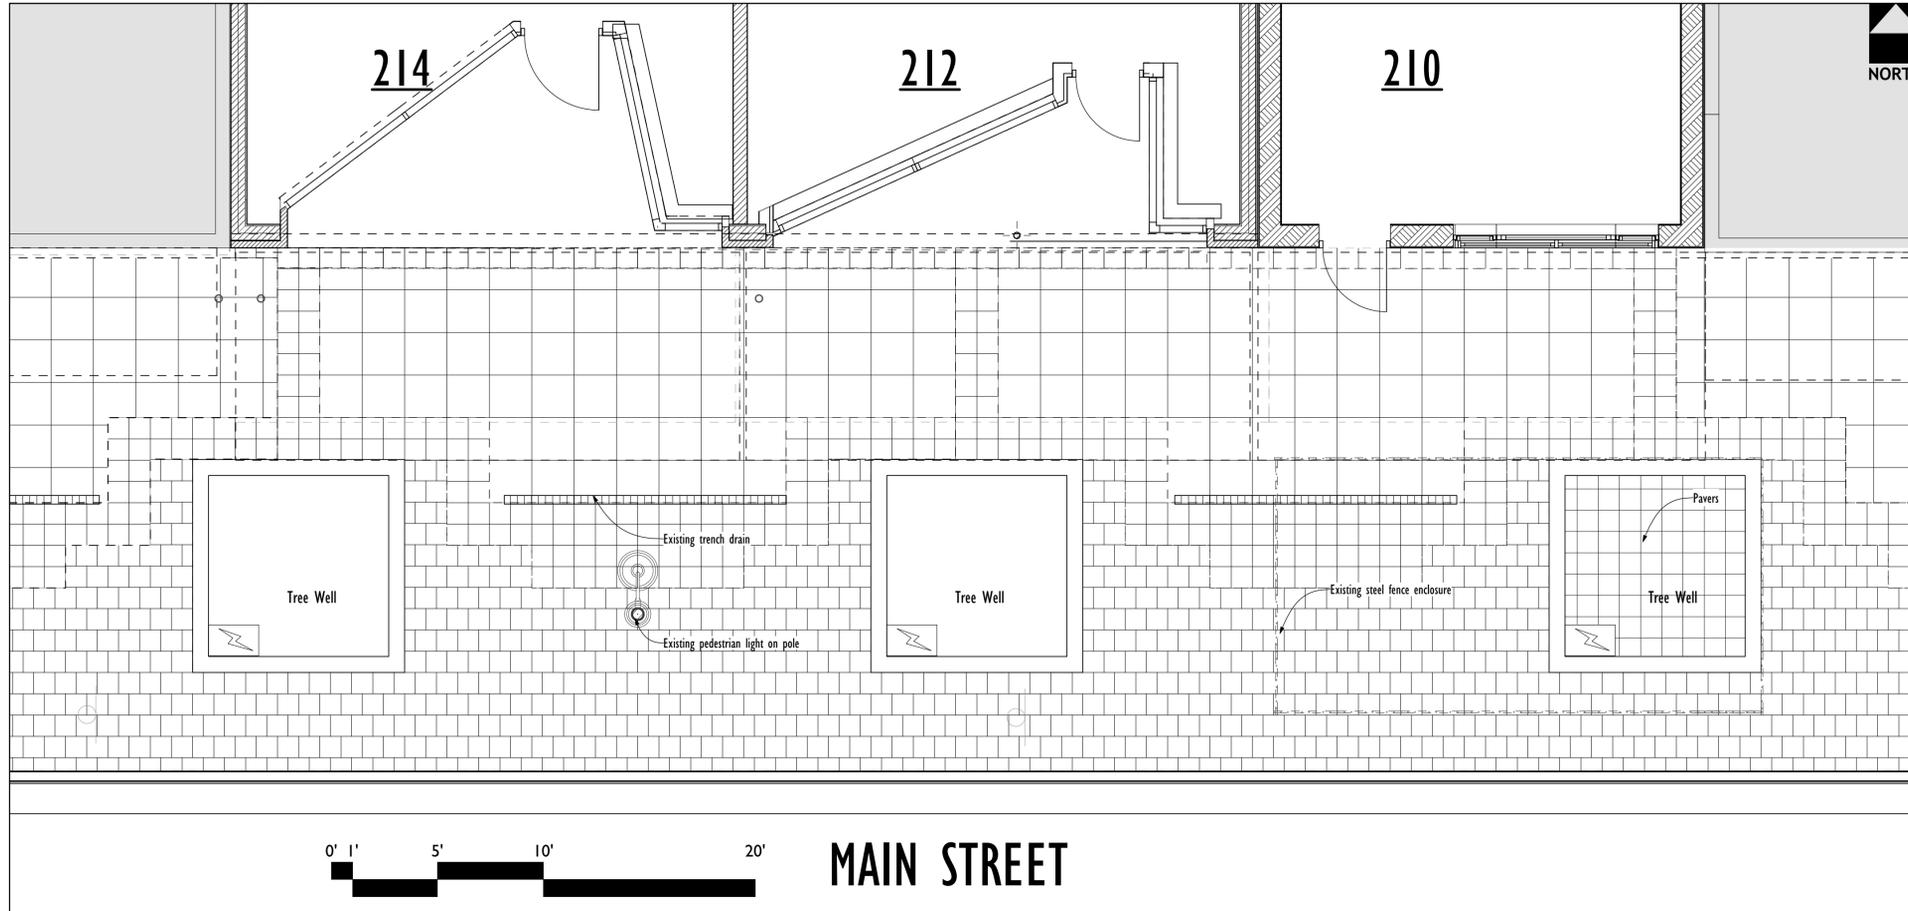 214
212
210
NORT
Pavers
Existing trench drain
Existing steel fence enclosure
Tree Well
Tree Well
Tree Well
Existing pedestrian light on pole
0' 1' 5' 10' 20'
MAIN STREET